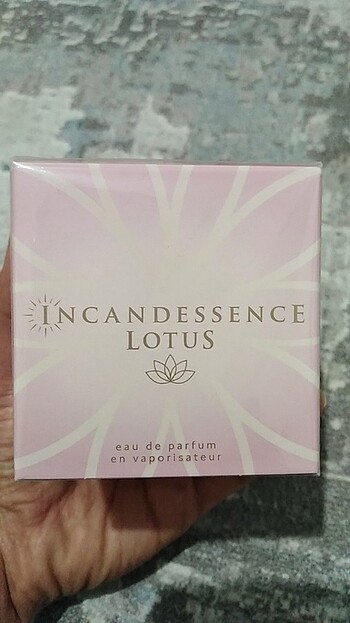 INCANDESSENCE
LOTUS
eau de parfum
en vaporisateur